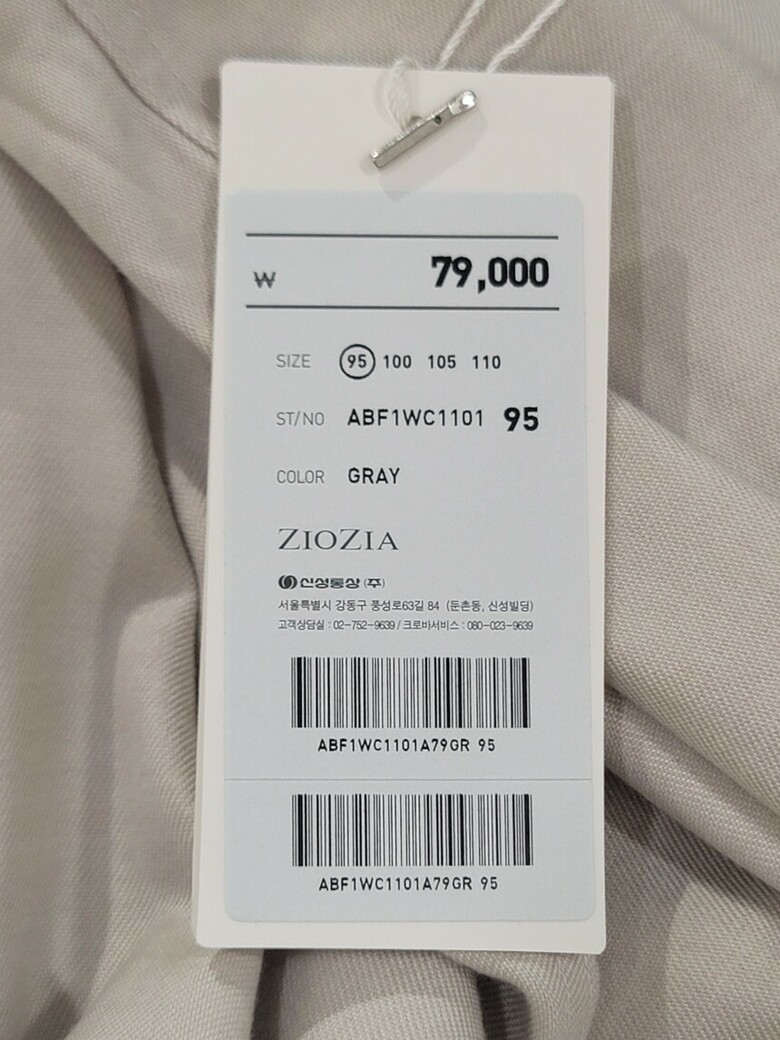 ₩ 79,000
SIZE 95 100 105 110
ST/NO ABF1WC1101 95
COLOR GRAY
ZIOZIA
신성통상 (주)
서울특별시 강동구 풍성로63길 84 (둔촌동, 신성빌딩)
고객상담실 : 02-752-9639 / 크로바서비스 : 080-023-9639
ABF1WC1101A79GR 95
ABF1WC1101A79GR 95